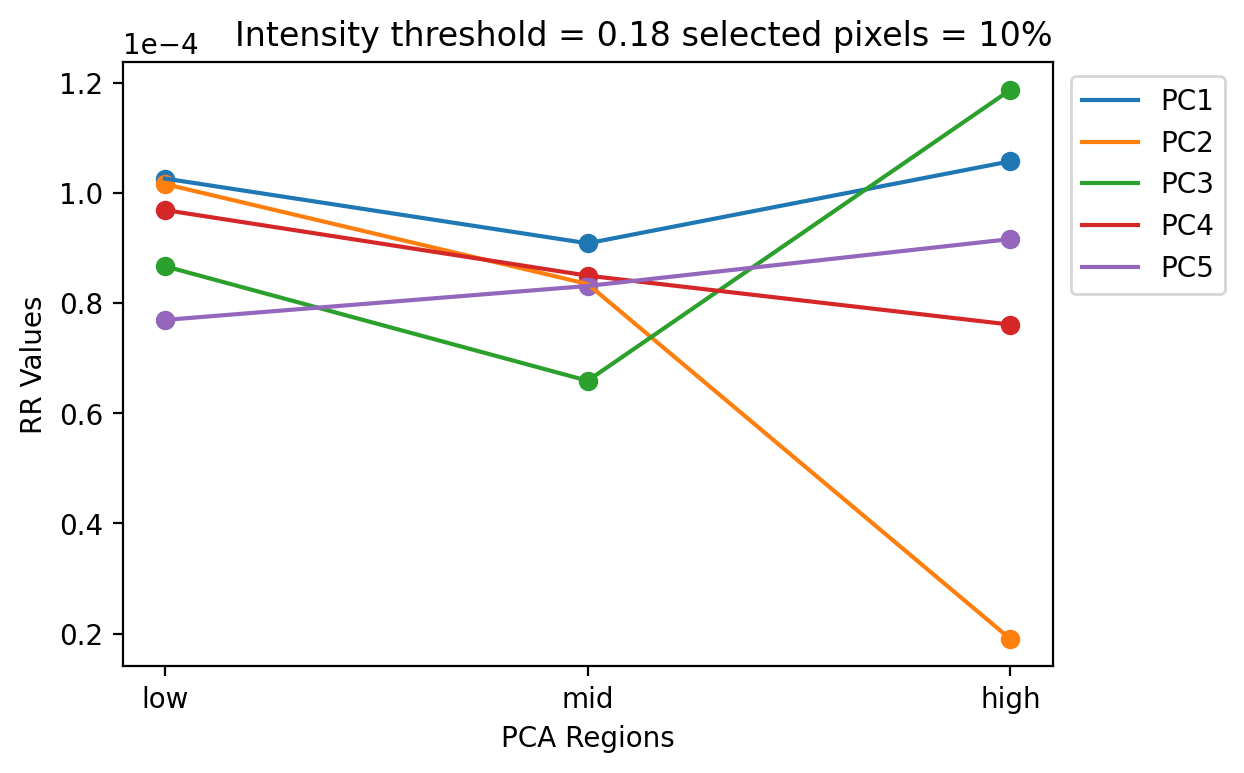 Intensity threshold = 0.18 selected pixels = 10%
1e−4
1.2
1.0
0.8
0.6
0.4
0.2
RR Values
low
mid
high
PCA Regions
PC1
PC2
PC3
PC4
PC5